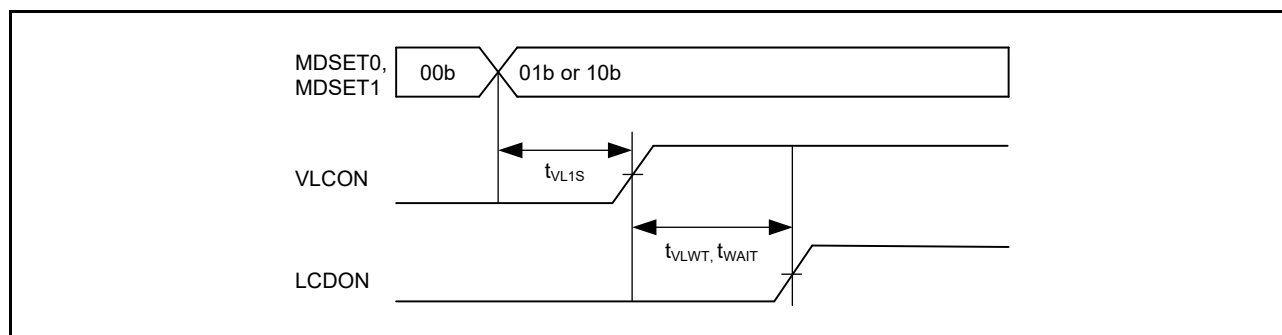 MDSET0,
MDSET1
00b
01b or 10b
tVL1S
VLCON
tVLWT, tWAIT
LCDON